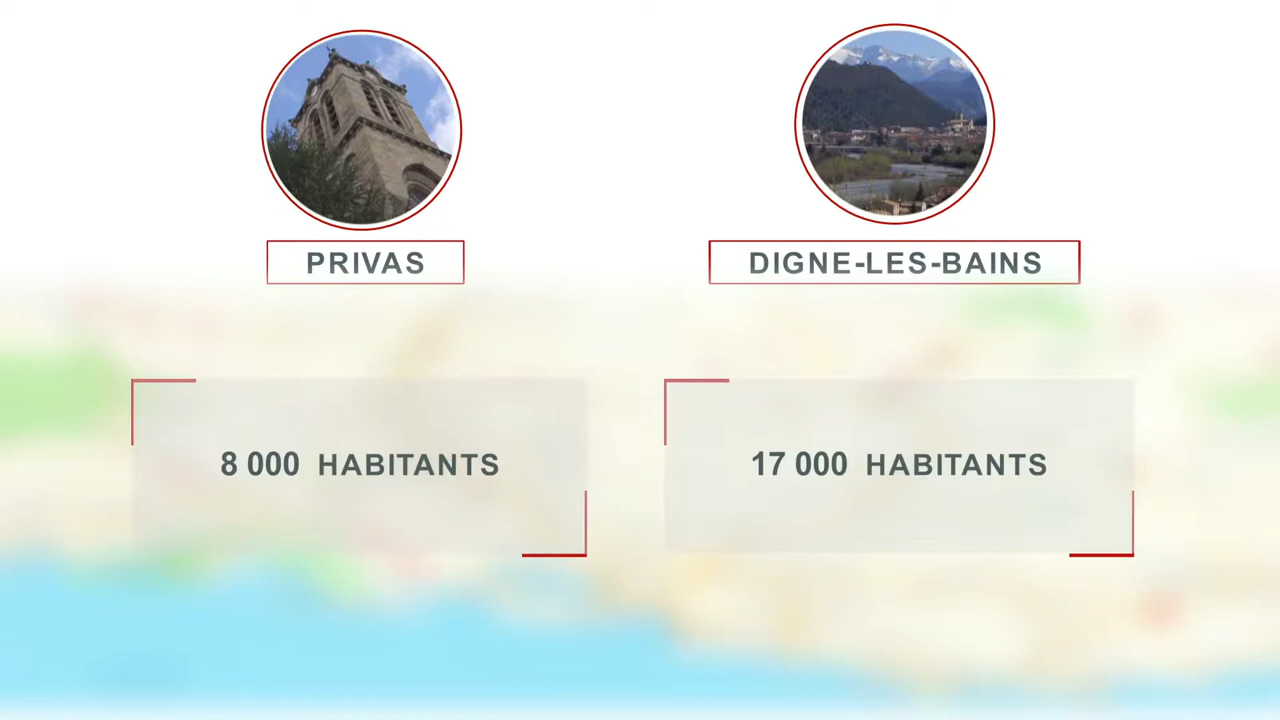 PRIVAS
DIGNE-LES-BAINS
8 000 HABITANTS
17 000 HABITANTS